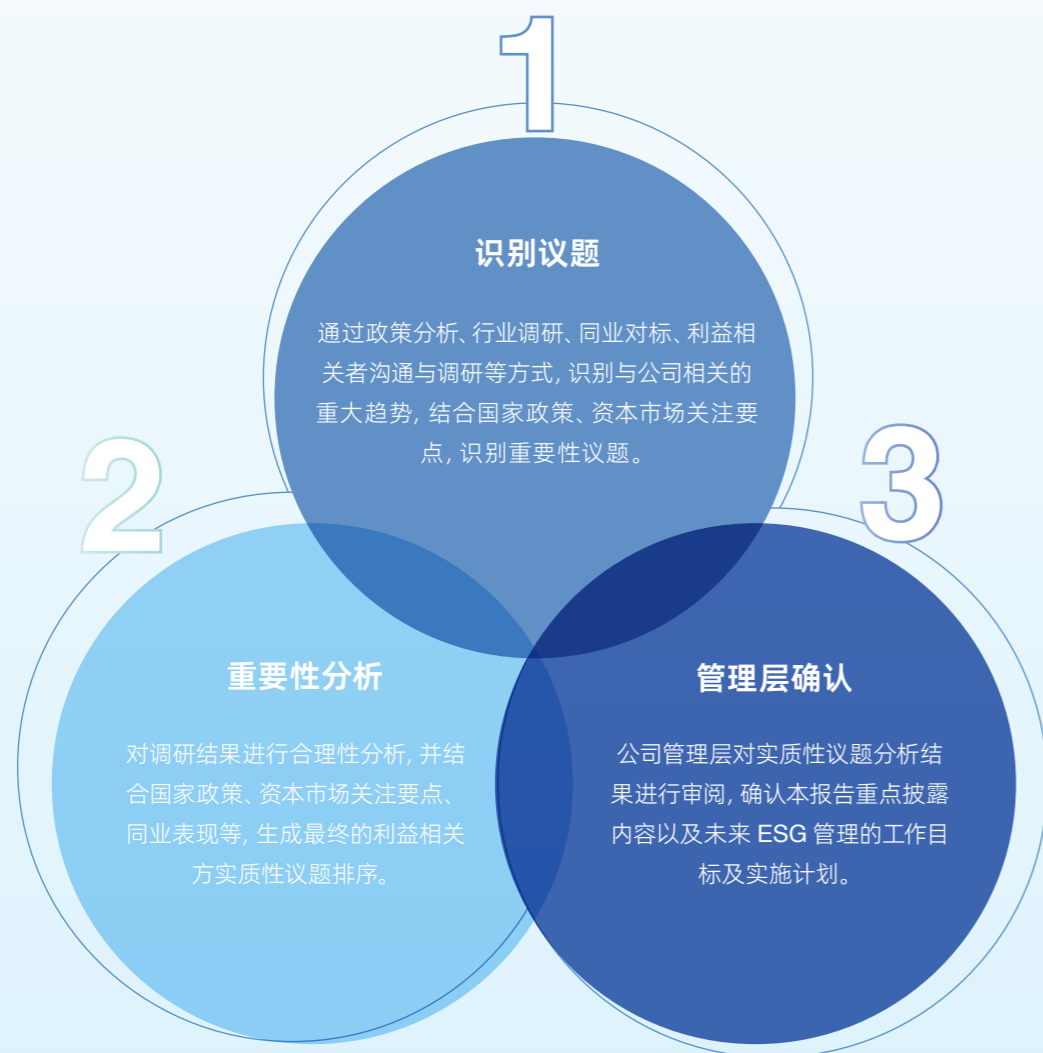 1
识别议题
通过政策分析、行业调研、同业对标、利益相
关者沟通与调研等方式, 识别与公司相关的
重大趋势, 结合国家政策、资本市场关注要
点, 识别重要性议题。
2
重要性分析
对调研结果进行合理性分析, 并结
合国家政策、资本市场关注要点、
同业表现等, 生成最终的利益相关
方实质性议题排序。
3
管理层确认
公司管理层对实质性议题分析结
果进行审阅, 确认本报告重点披露
内容以及未来 ESG 管理的工作目
标及实施计划。